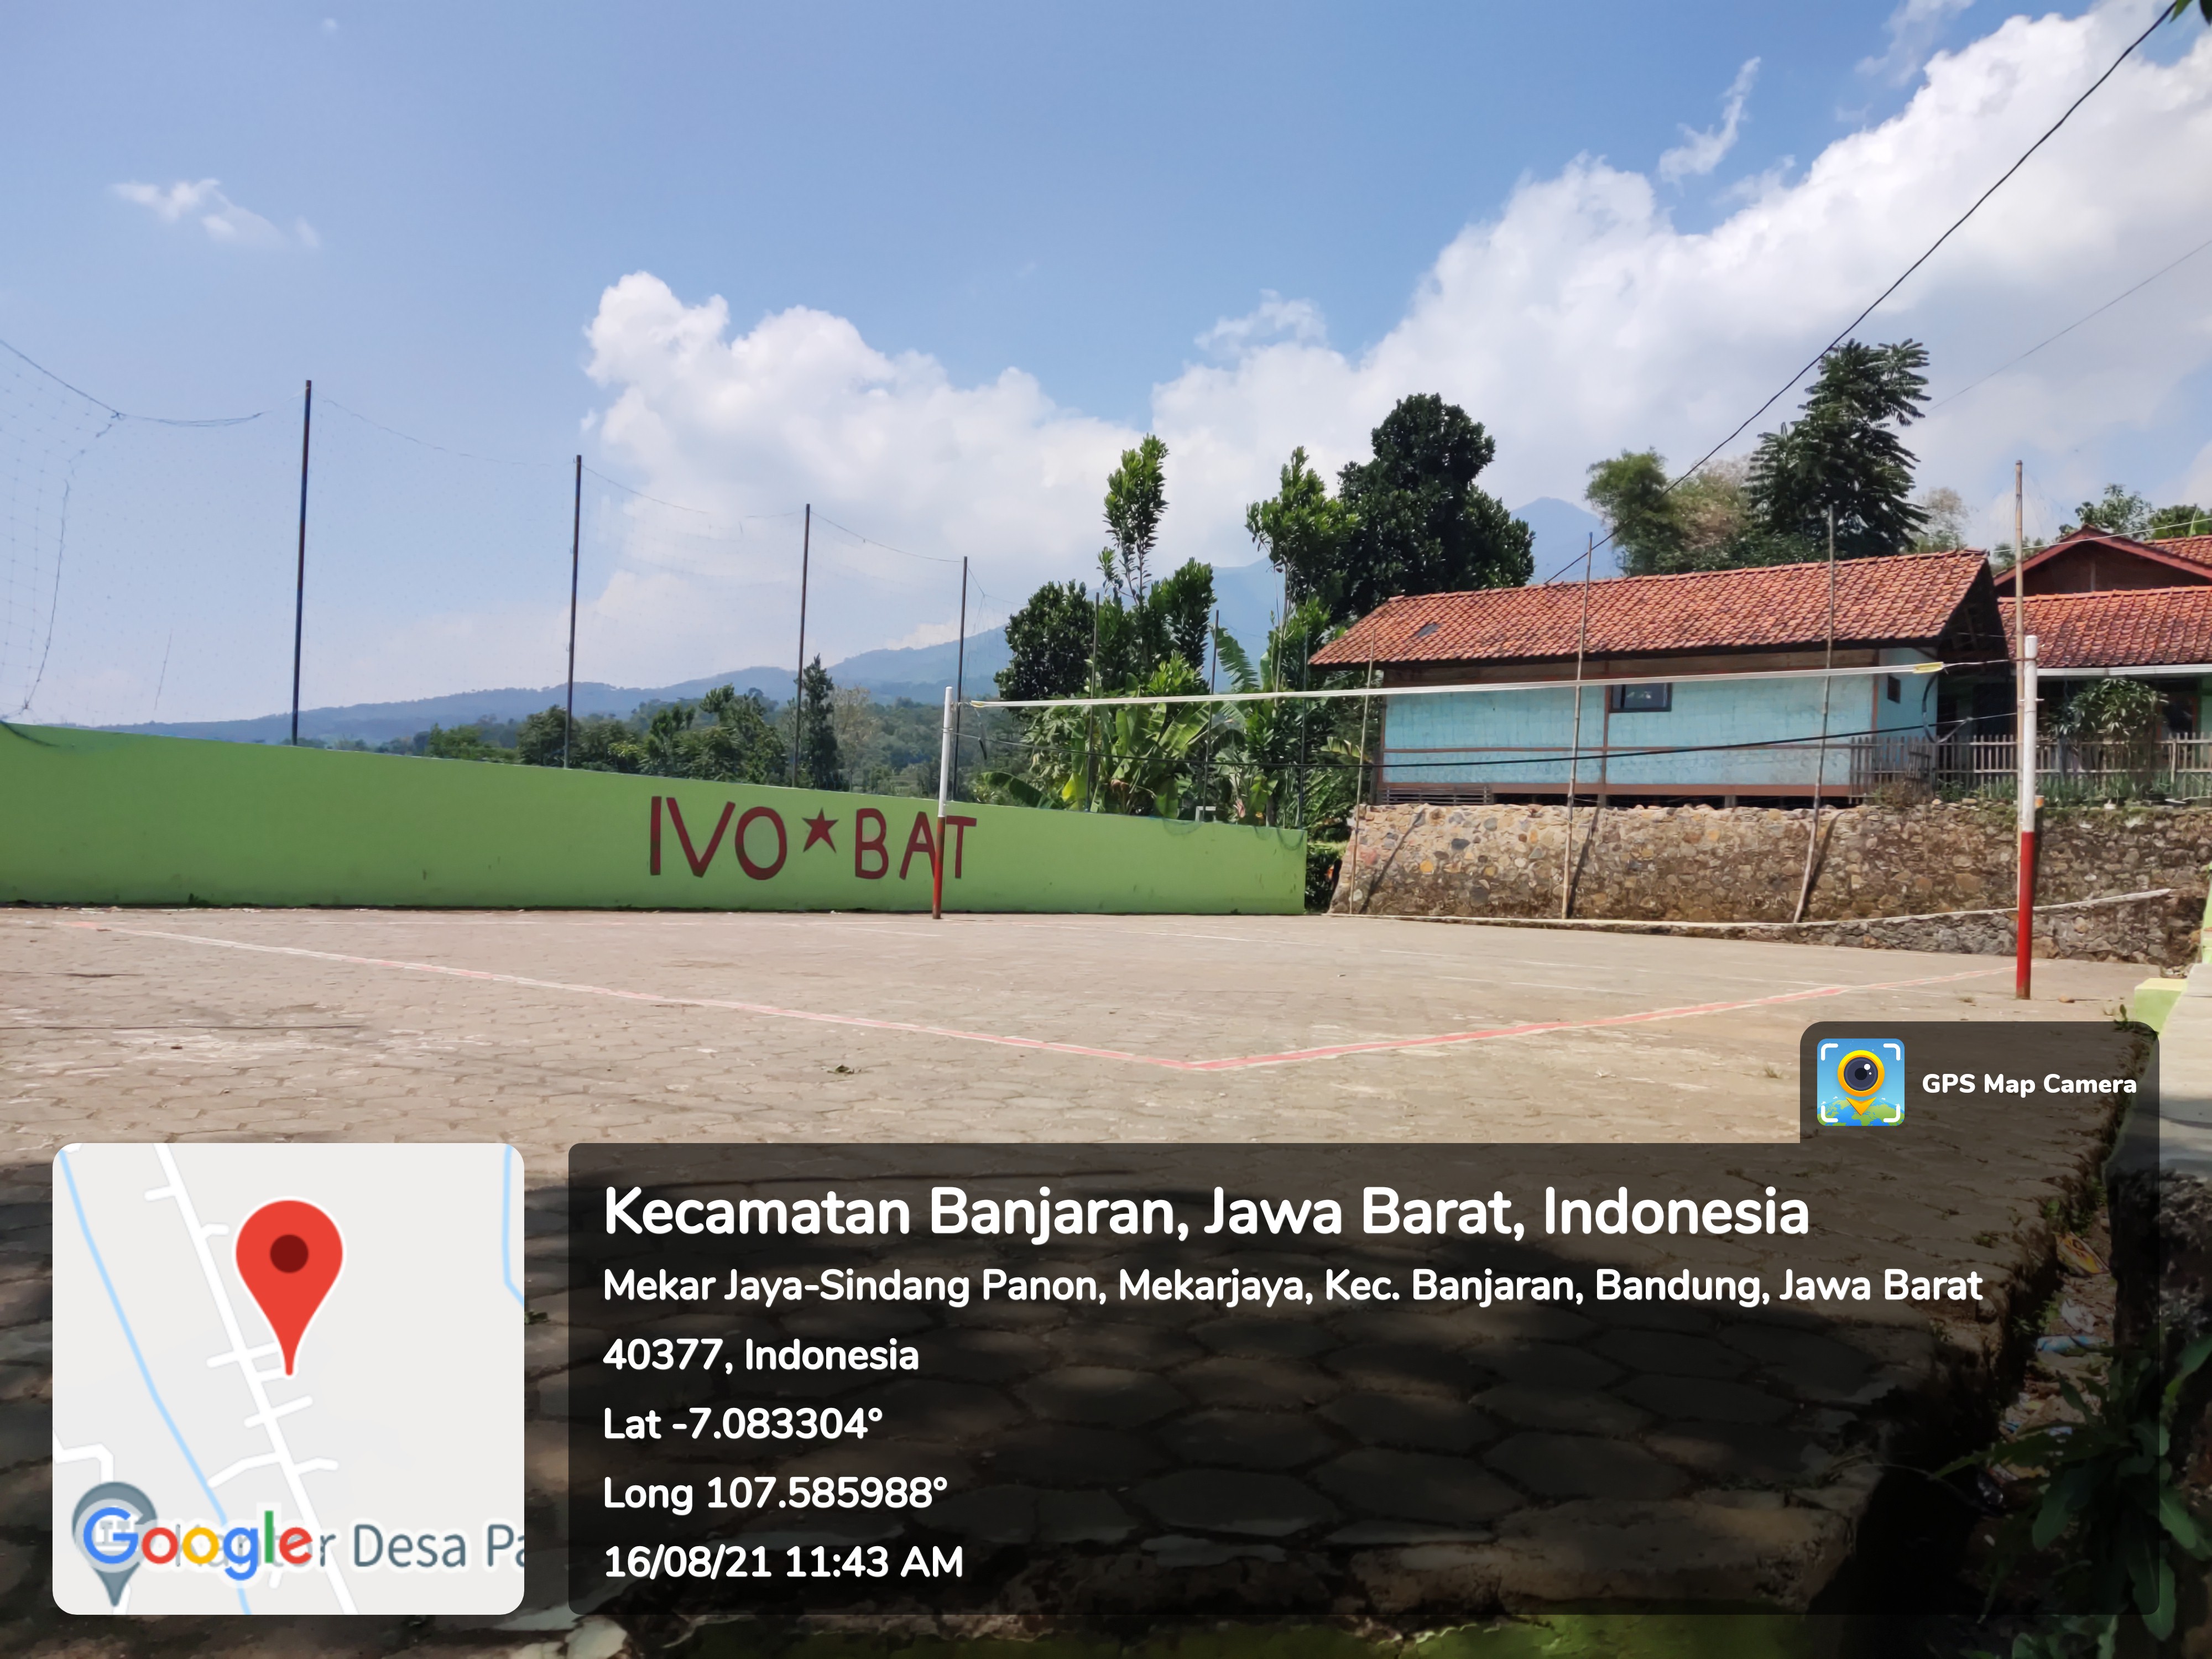 IVO★BAT
GPS Map Camera
Kecamatan Banjaran, Jawa Barat, Indonesia
Mekar Jaya-Sindang Panon, Mekarjaya, Kec. Banjaran, Bandung, Jawa Barat
40377, Indonesia
Lat -7.083304°
Long 107.585988°
16/08/21 11:43 AM
Google
Desa